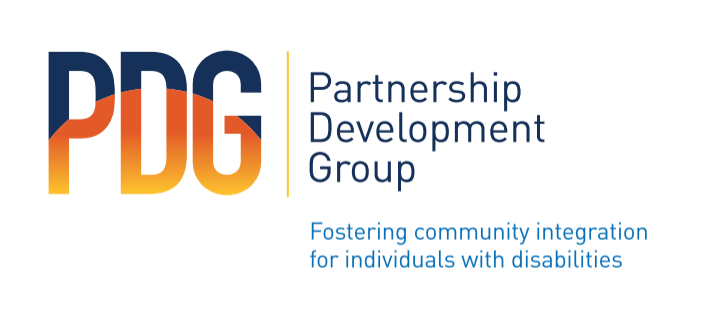 PDG
Partnership
Development
Group
Fostering community integration
for individuals with disabilities